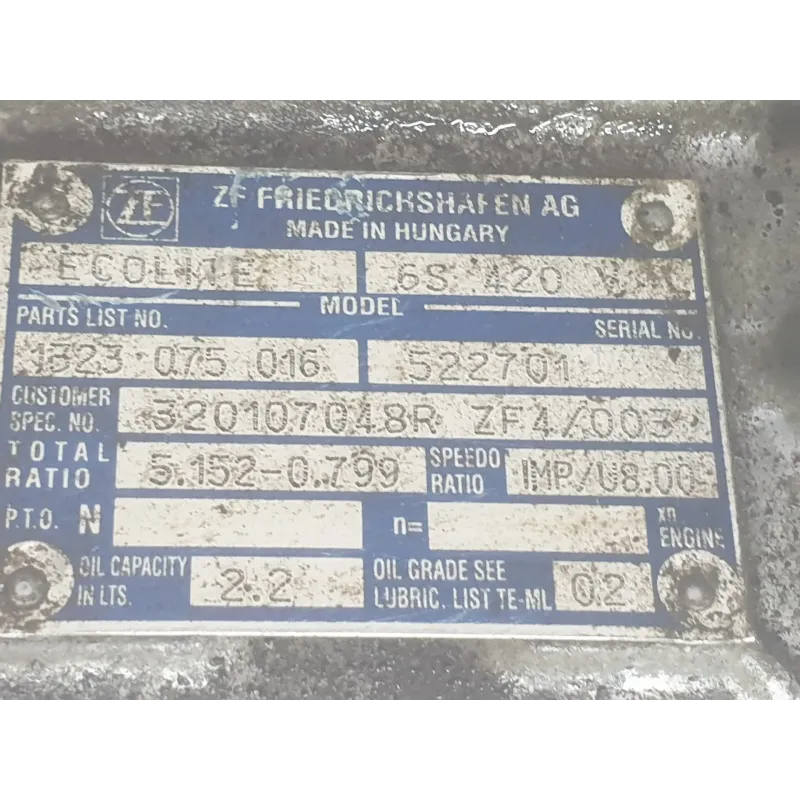 ZF
ZF FRIEDRICHSHAFEN AG
MADE IN HUNGARY
ECOLITE 6S 420
MODEL
PARTS LIST NO. SERIAL NO.
1323 075 016 522701
CUSTOMER SPEC. NO. 320107048R ZF4/003
TOTAL RATIO 5.152-0.799 SPEEDO RATIO IMP/U8.00
P.T.O. N n= xn ENGINE
OIL CAPACITY IN LTS. 2.2 OIL GRADE SEE LUBRIC. LIST TE-ML 02